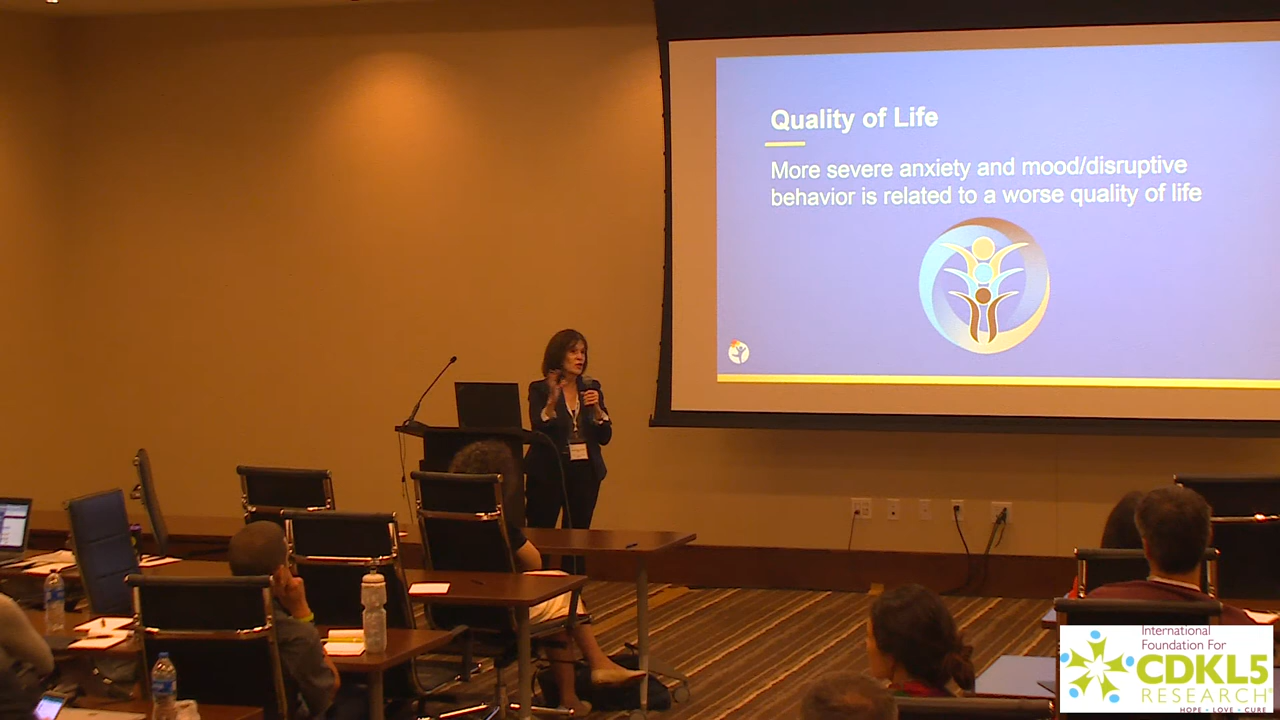 Quality of Life
More severe anxiety and mood/disruptive
behavior is related to a worse quality of life
International
Foundation For
CDKL5
RESEARCH®
HOPE • LOVE • CURE